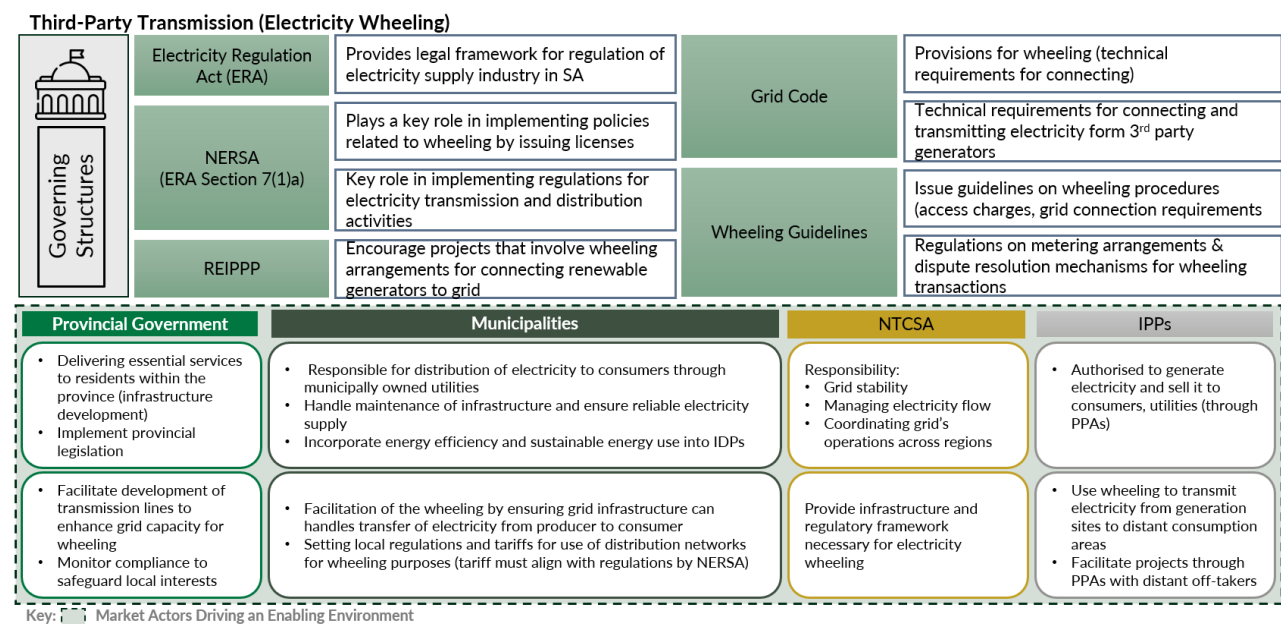 Third-Party Transmission (Electricity Wheeling)
Governing
Structures
Electricity Regulation
Act (ERA)
Provides legal framework for regulation of
electricity supply industry in SA
NERSA
(ERA Section 7(1)a)
Plays a key role in implementing policies
related to wheeling by issuing licenses
Key role in implementing regulations for
electricity transmission and distribution
activities
REIPPP
Encourage projects that involve wheeling
arrangements for connecting renewable
generators to grid
Grid Code
Provisions for wheeling (technical
requirements for connecting)
Technical requirements for connecting and
transmitting electricity form 3rd party
generators
Wheeling Guidelines
Issue guidelines on wheeling procedures
(access charges, grid connection requirements
Regulations on metering arrangements &
dispute resolution mechanisms for wheeling
transactions
Provincial Government
• Delivering essential services
to residents within the
province (infrastructure
development)
• Implement provincial
legislation
• Facilitate development of
transmission lines to
enhance grid capacity for
wheeling
• Monitor compliance to
safeguard local interests
Municipalities
• Responsible for distribution of electricity to consumers through
municipally owned utilities
• Handle maintenance of infrastructure and ensure reliable electricity
supply
• Incorporate energy efficiency and sustainable energy use into IDPs
• Facilitation of the wheeling by ensuring grid infrastructure can
handles transfer of electricity from producer to consumer
• Setting local regulations and tariffs for use of distribution networks
for wheeling purposes (tariff must align with regulations by NERSA)
NTCSA
Responsibility:
• Grid stability
• Managing electricity flow
• Coordinating grid's
operations across regions
Provide infrastructure and
regulatory framework
necessary for electricity
wheeling
IPPs
• Authorised to generate
electricity and sell it to
consumers, utilities (through
PPAs)
• Use wheeling to transmit
electricity from generation
sites to distant consumption
areas
• Facilitate projects through
PPAs with distant off-takers
Key: Market Actors Driving an Enabling Environment